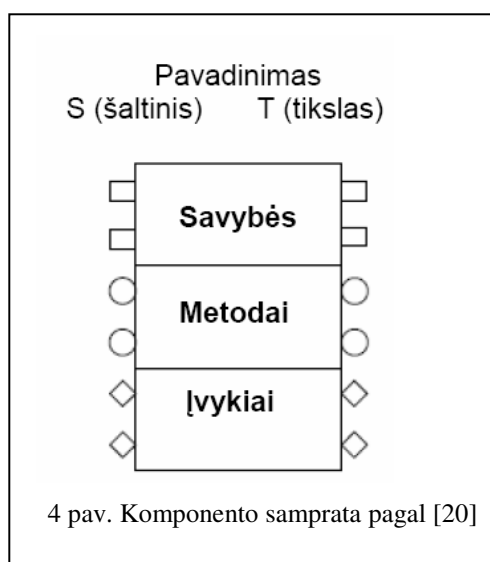 Pavadinimas
S (šaltinis) T (tikslas)
Savybės
Metodai
Įvykiai
4 pav. Komponento samprata pagal [20]